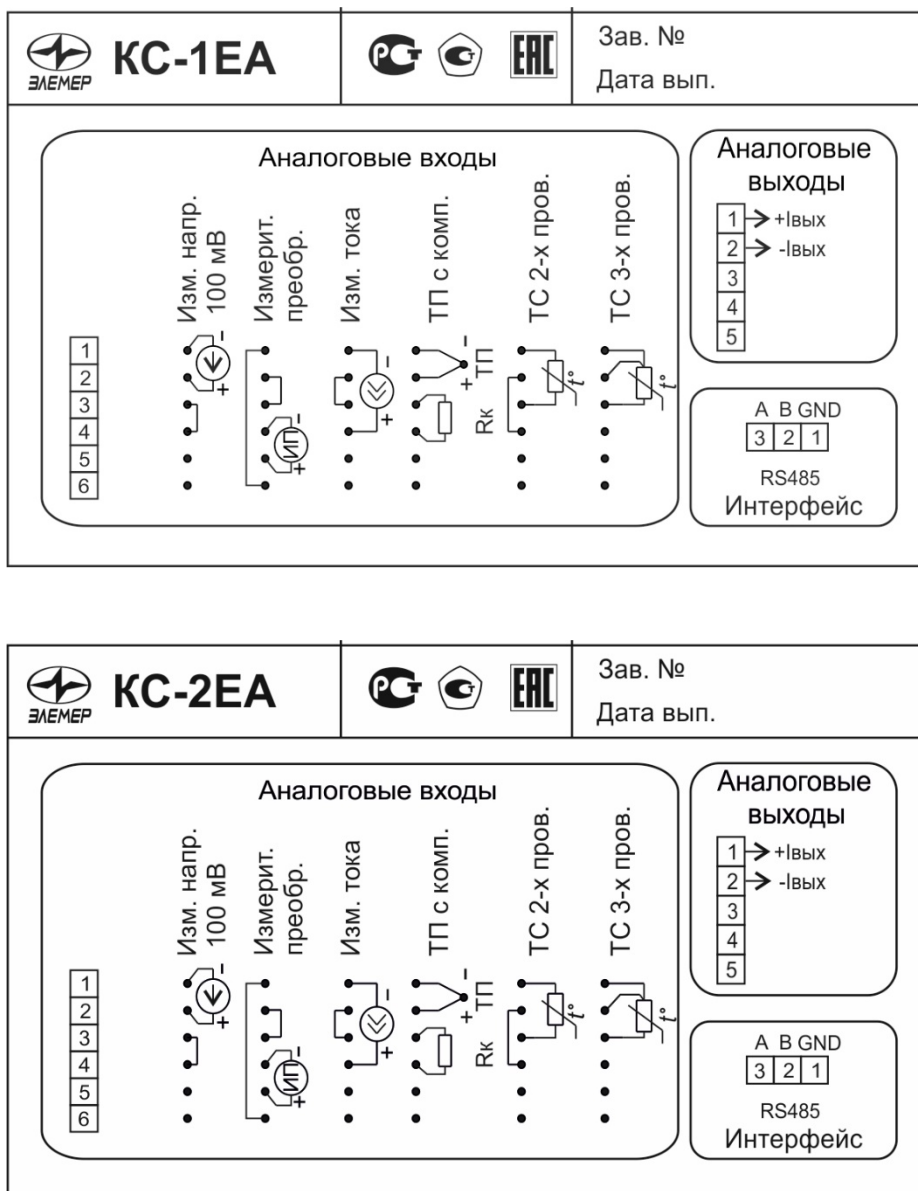 ЭЛЕМЕР
КС-1ЕА
РСТ
С
ЕАС
Зав. №
Дата вып.
Аналоговые входы
Изм. напр.
100 мВ
Измерит.
преобр.
Изм. тока
ТП с комп.
ТС 2-х пров.
ТС 3-х пров.
1
2
3
4
5
6
- +
ИП - +
- +
- + ТП
Rк
t°
t°
Аналоговые
выходы
1 +Iвых
2 -Iвых
3
4
5
A B GND
3 2 1
RS485
Интерфейс
ЭЛЕМЕР
КС-2ЕА
РСТ
С
ЕАС
Зав. №
Дата вып.
Аналоговые входы
Изм. напр.
100 мВ
Измерит.
преобр.
Изм. тока
ТП с комп.
ТС 2-х пров.
ТС 3-х пров.
1
2
3
4
5
6
- +
ИП - +
- +
- + ТП
Rк
t°
t°
Аналоговые
выходы
1 +Iвых
2 -Iвых
3
4
5
A B GND
3 2 1
RS485
Интерфейс